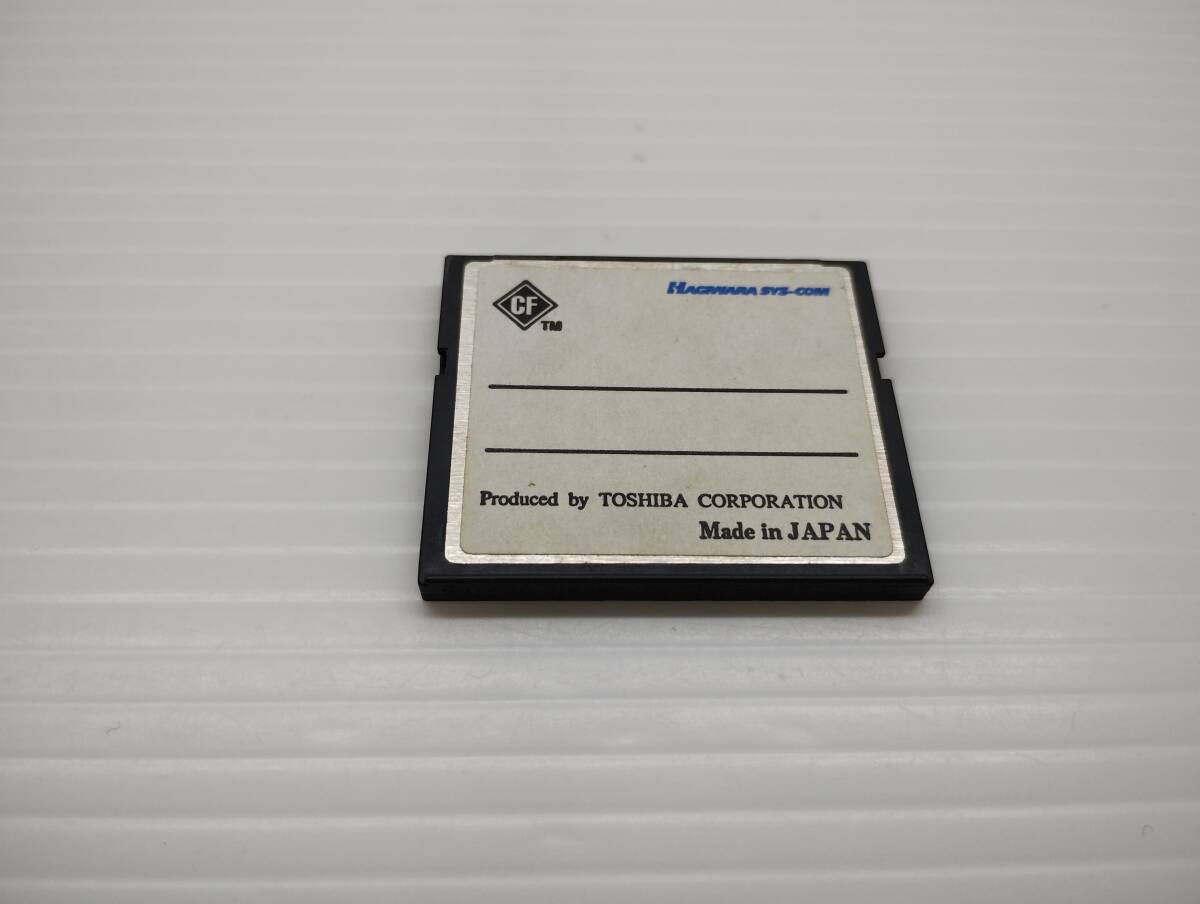 CF
TM
HAGIWARA SYS-COM
Produced by TOSHIBA CORPORATION
Made in JAPAN